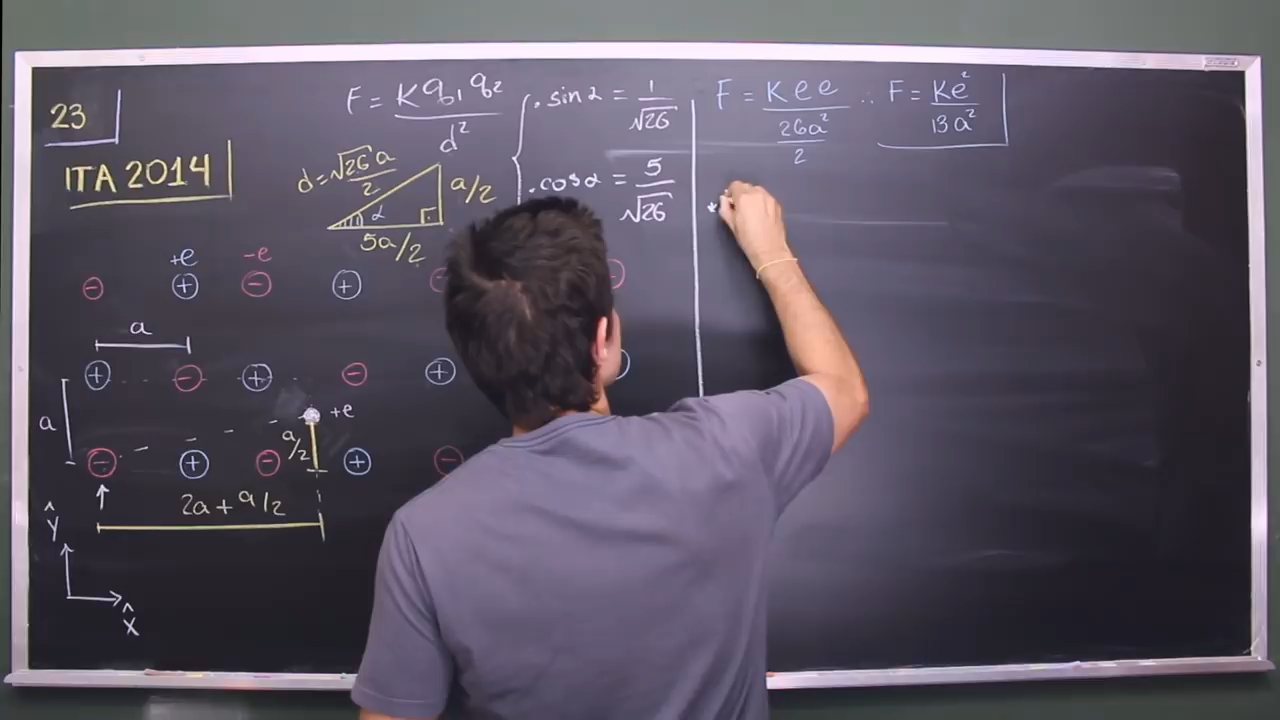 23
ITA 2014
F = K q₁ q₂ / d²
d = √26 a / 2
α
a/2
5a/2
. sin α = 1 / √26
. cos α = 5 / √26
F = K e e / (26a² / 2) ∴ F = K e² / 13 a²
*
+e -e
− + − + −
a
+ − + − +
a
+e
a/2
− + − + −
2a + a/2
Ŷ
X̂